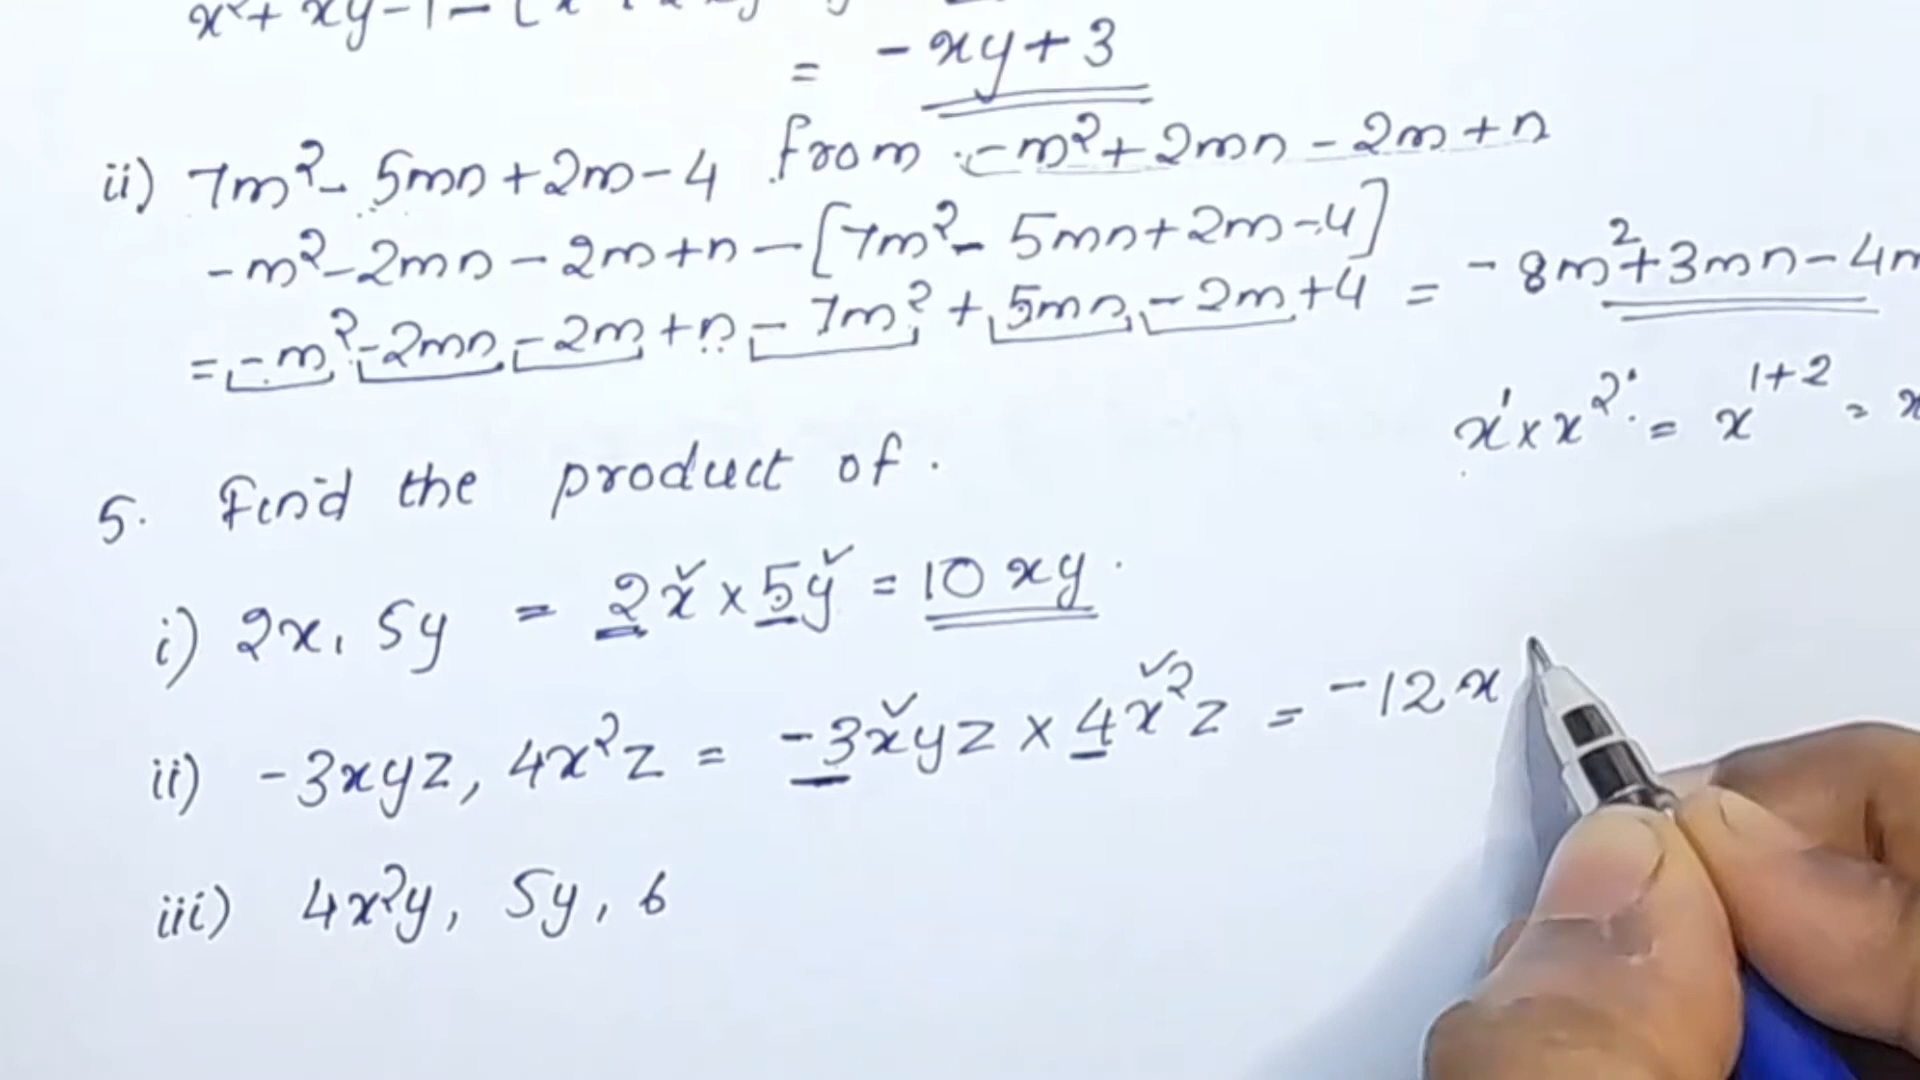 = -xy+3
ii) 7m²- 5mn+2m-4 from -m²+2mn-2m+n
-m²-2mn-2m+n-[7m²- 5mn+2m-4]
= -m²-2mn-2m+n-7m²+5mn-2m+4 = -8m²+3mn-4m
x¹×x² = x¹⁺² =
5. Find the product of.
i) 2x, 5y = 2x×5y = 10xy.
ii) -3xyz, 4x²z = -3xyz×4x²z = -12x
iii) 4x²y, 5y, 6